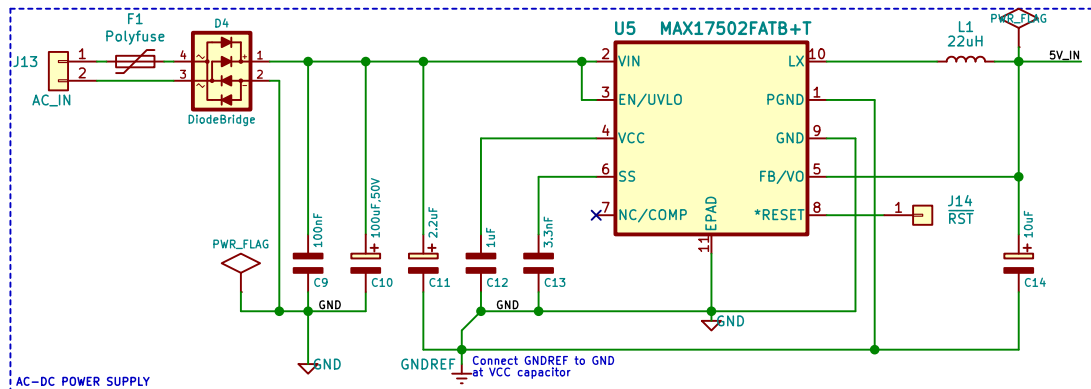 F1
Polyfuse
D4
J13
1
2
AC_IN
4
3
1
2
DiodeBridge
U5 MAX17502FATB+T
2 VIN
3 EN/UVLO
4 VCC
6 SS
7 NC/COMP
LX 10
PGND 1
GND 9
FB/VO 5
*RESET 8
EPAD
11
L1
22uH
PWR_FLAG
5V_IN
1
J14
RST
PWR_FLAG
100nF
C9
100uF,50V
+
C10
2.2uF
+
C11
1uF
C12
3.3nF
C13
10uF
+
C14
GND
GND
GND
GND
GNDREF
Connect GNDREF to GND
at VCC capacitor
AC-DC POWER SUPPLY